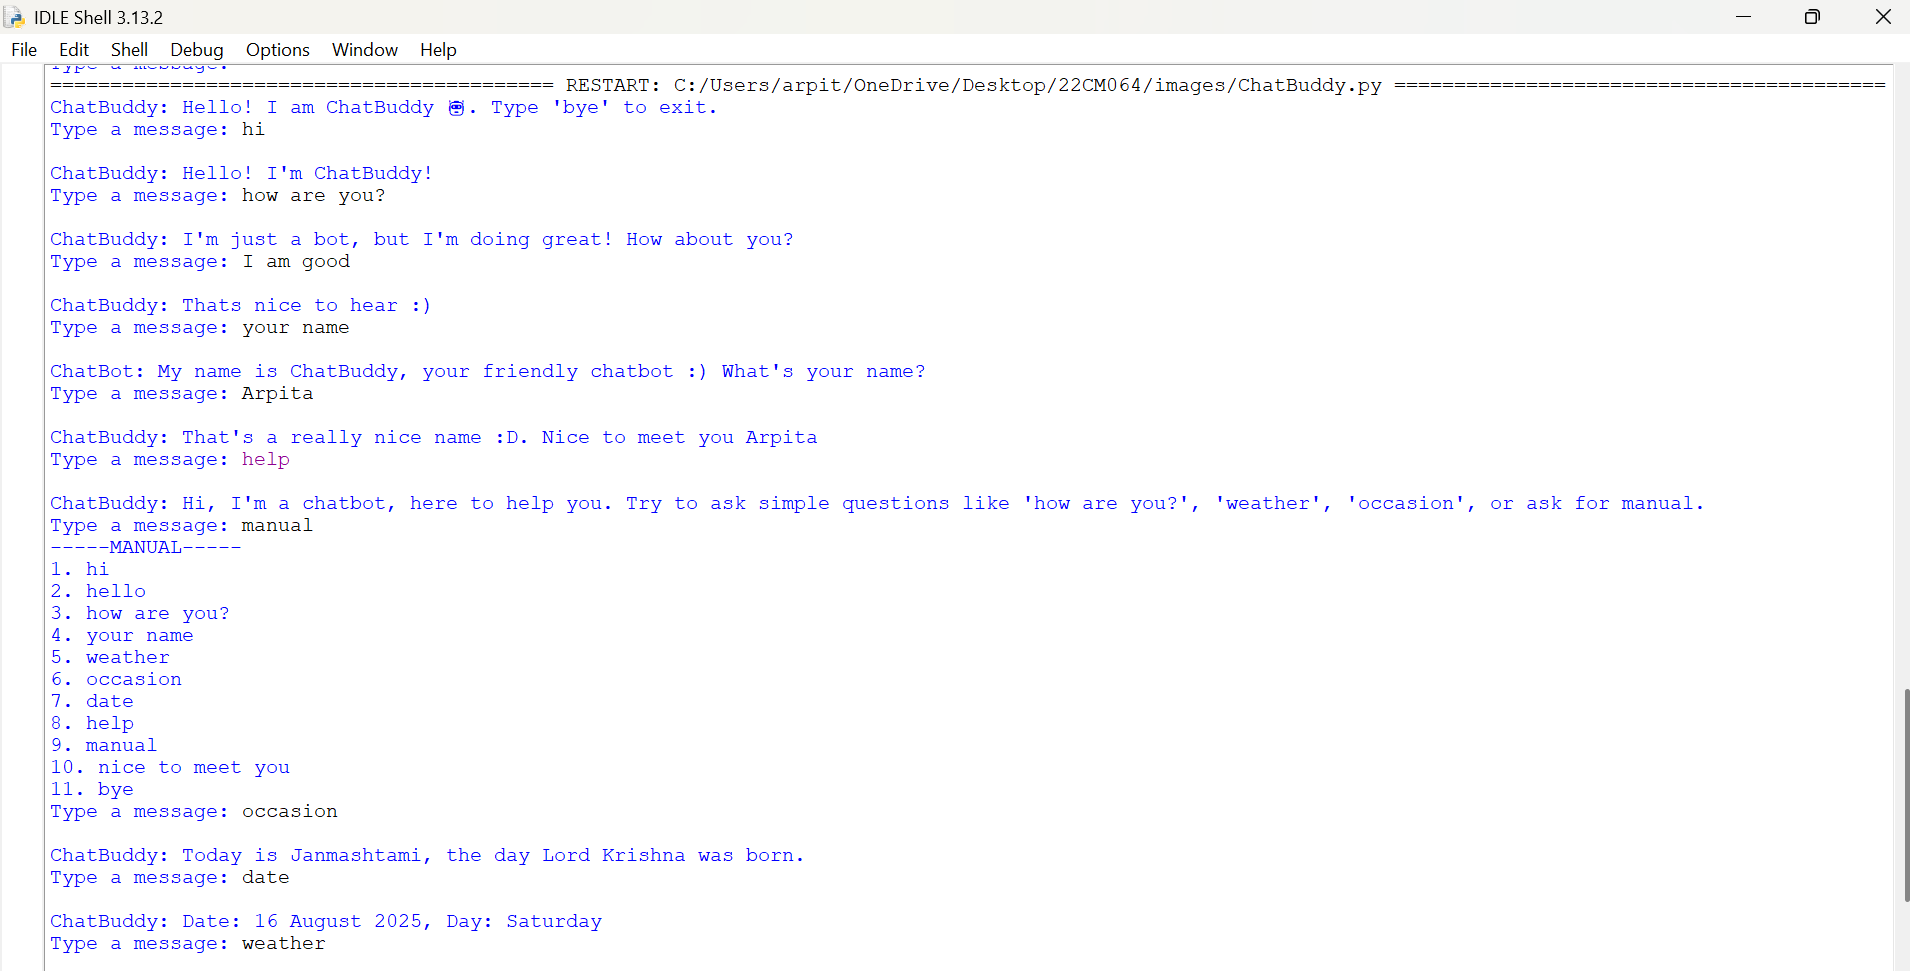 IDLE Shell 3.13.2
File Edit Shell Debug Options Window Help
Type a message:
========================================== RESTART: C:/Users/arpit/OneDrive/Desktop/22CM064/images/ChatBuddy.py =========================================
ChatBuddy: Hello! I am ChatBuddy 🤖. Type 'bye' to exit.
Type a message: hi
ChatBuddy: Hello! I'm ChatBuddy!
Type a message: how are you?
ChatBuddy: I'm just a bot, but I'm doing great! How about you?
Type a message: I am good
ChatBuddy: Thats nice to hear :)
Type a message: your name
ChatBot: My name is ChatBuddy, your friendly chatbot :) What's your name?
Type a message: Arpita
ChatBuddy: That's a really nice name :D. Nice to meet you Arpita
Type a message: help
ChatBuddy: Hi, I'm a chatbot, here to help you. Try to ask simple questions like 'how are you?', 'weather', 'occasion', or ask for manual.
Type a message: manual
-----MANUAL-----
1. hi
2. hello
3. how are you?
4. your name
5. weather
6. occasion
7. date
8. help
9. manual
10. nice to meet you
11. bye
Type a message: occasion
ChatBuddy: Today is Janmashtami, the day Lord Krishna was born.
Type a message: date
ChatBuddy: Date: 16 August 2025, Day: Saturday
Type a message: weather